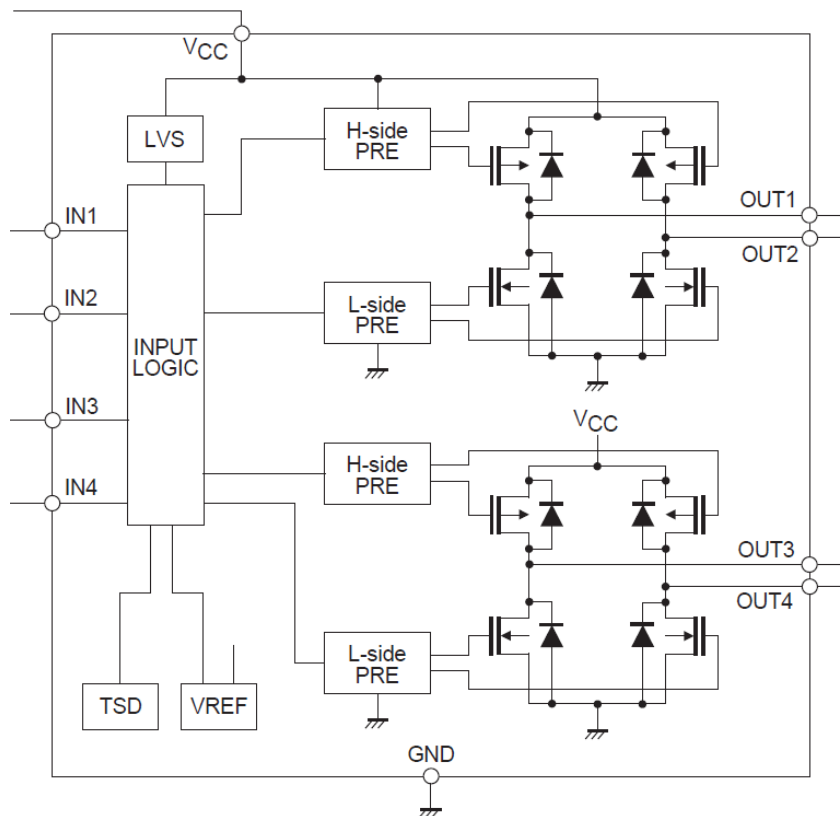 VCC
LVS
H-side
PRE
IN1
OUT1
OUT2
IN2
L-side
PRE
INPUT
LOGIC
IN3
VCC
H-side
PRE
IN4
OUT3
OUT4
L-side
PRE
TSD
VREF
GND